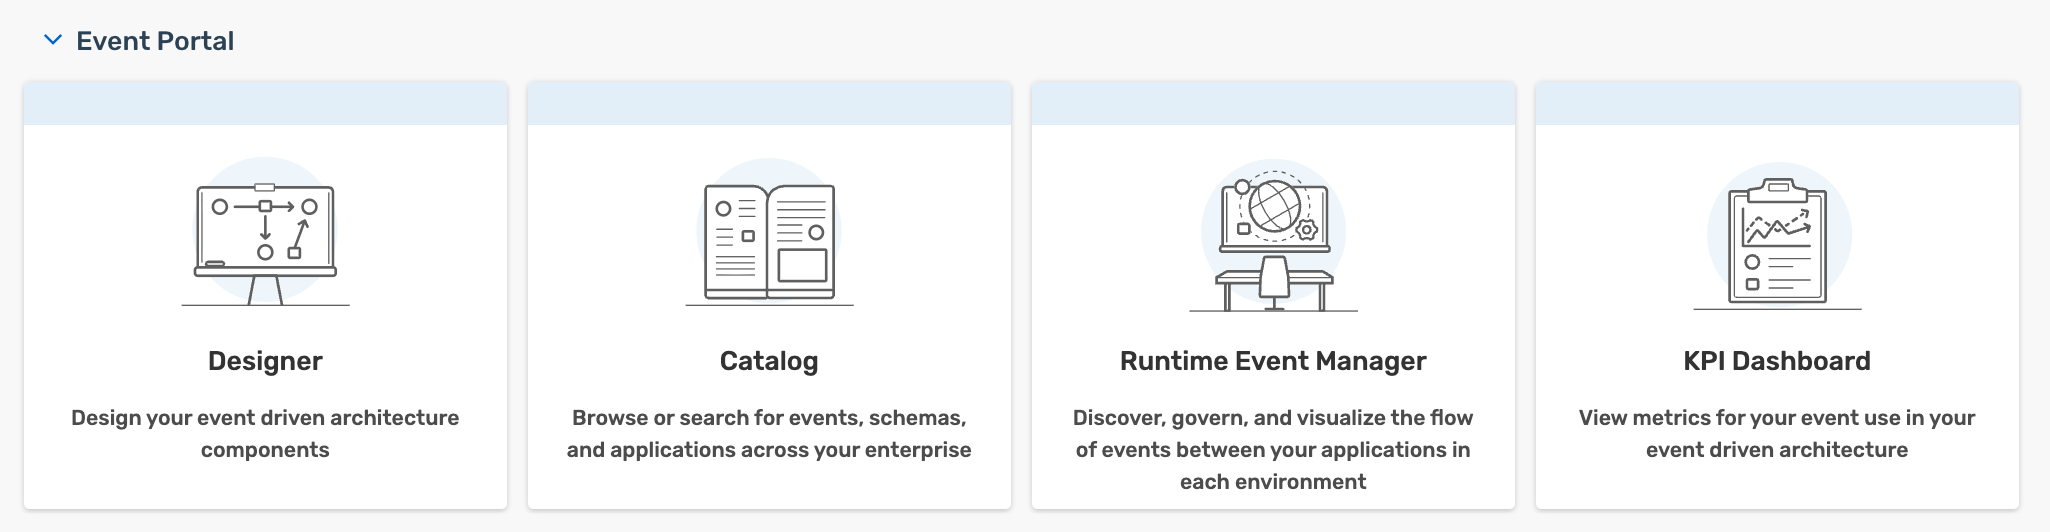 Event Portal
Designer
Design your event driven architecture
components
Catalog
Browse or search for events, schemas,
and applications across your enterprise
Runtime Event Manager
Discover, govern, and visualize the flow
of events between your applications in
each environment
KPI Dashboard
View metrics for your event use in your
event driven architecture